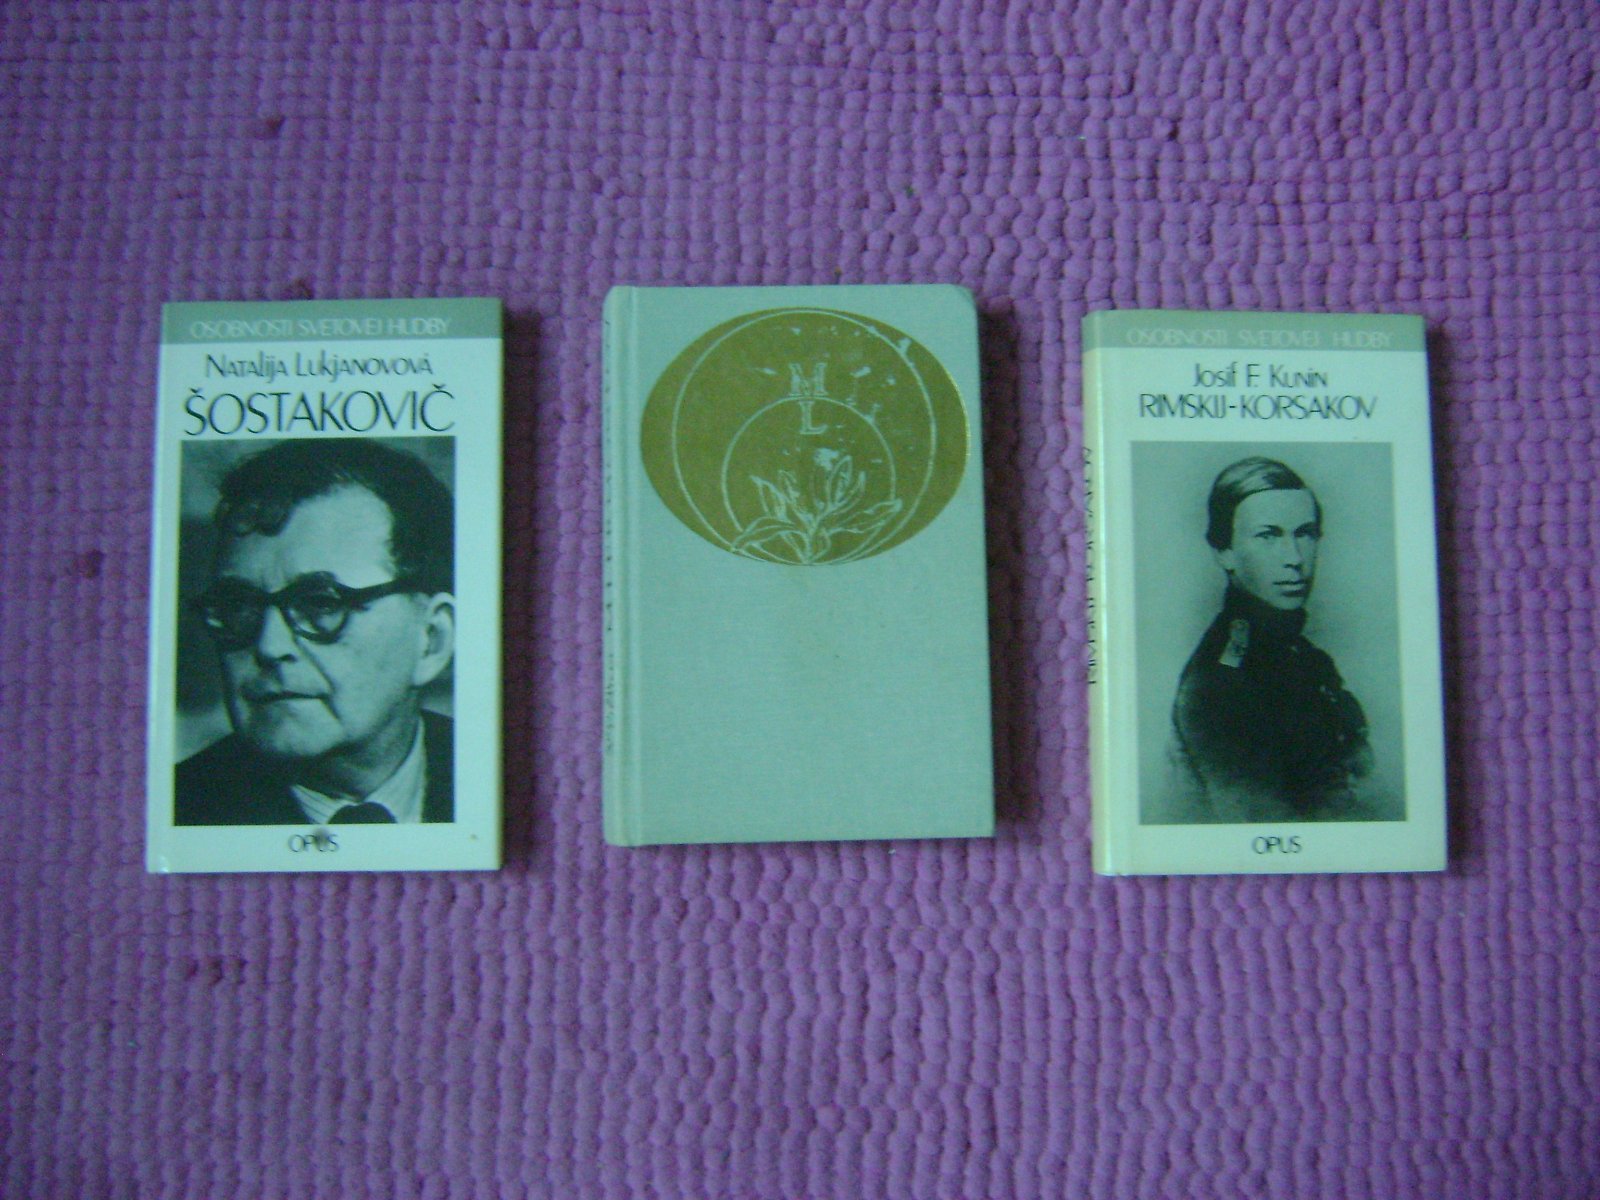 OSOBNOSTI SVETOVEJ HUDBY
Natalija Lukjanovová
ŠOSTAKOVIČ
OPUS
M
L
OSOBNOSTI SVETOVEJ HUDBY
Josif F. Kunin
RIMSKIJ-KORSAKOV
OPUS